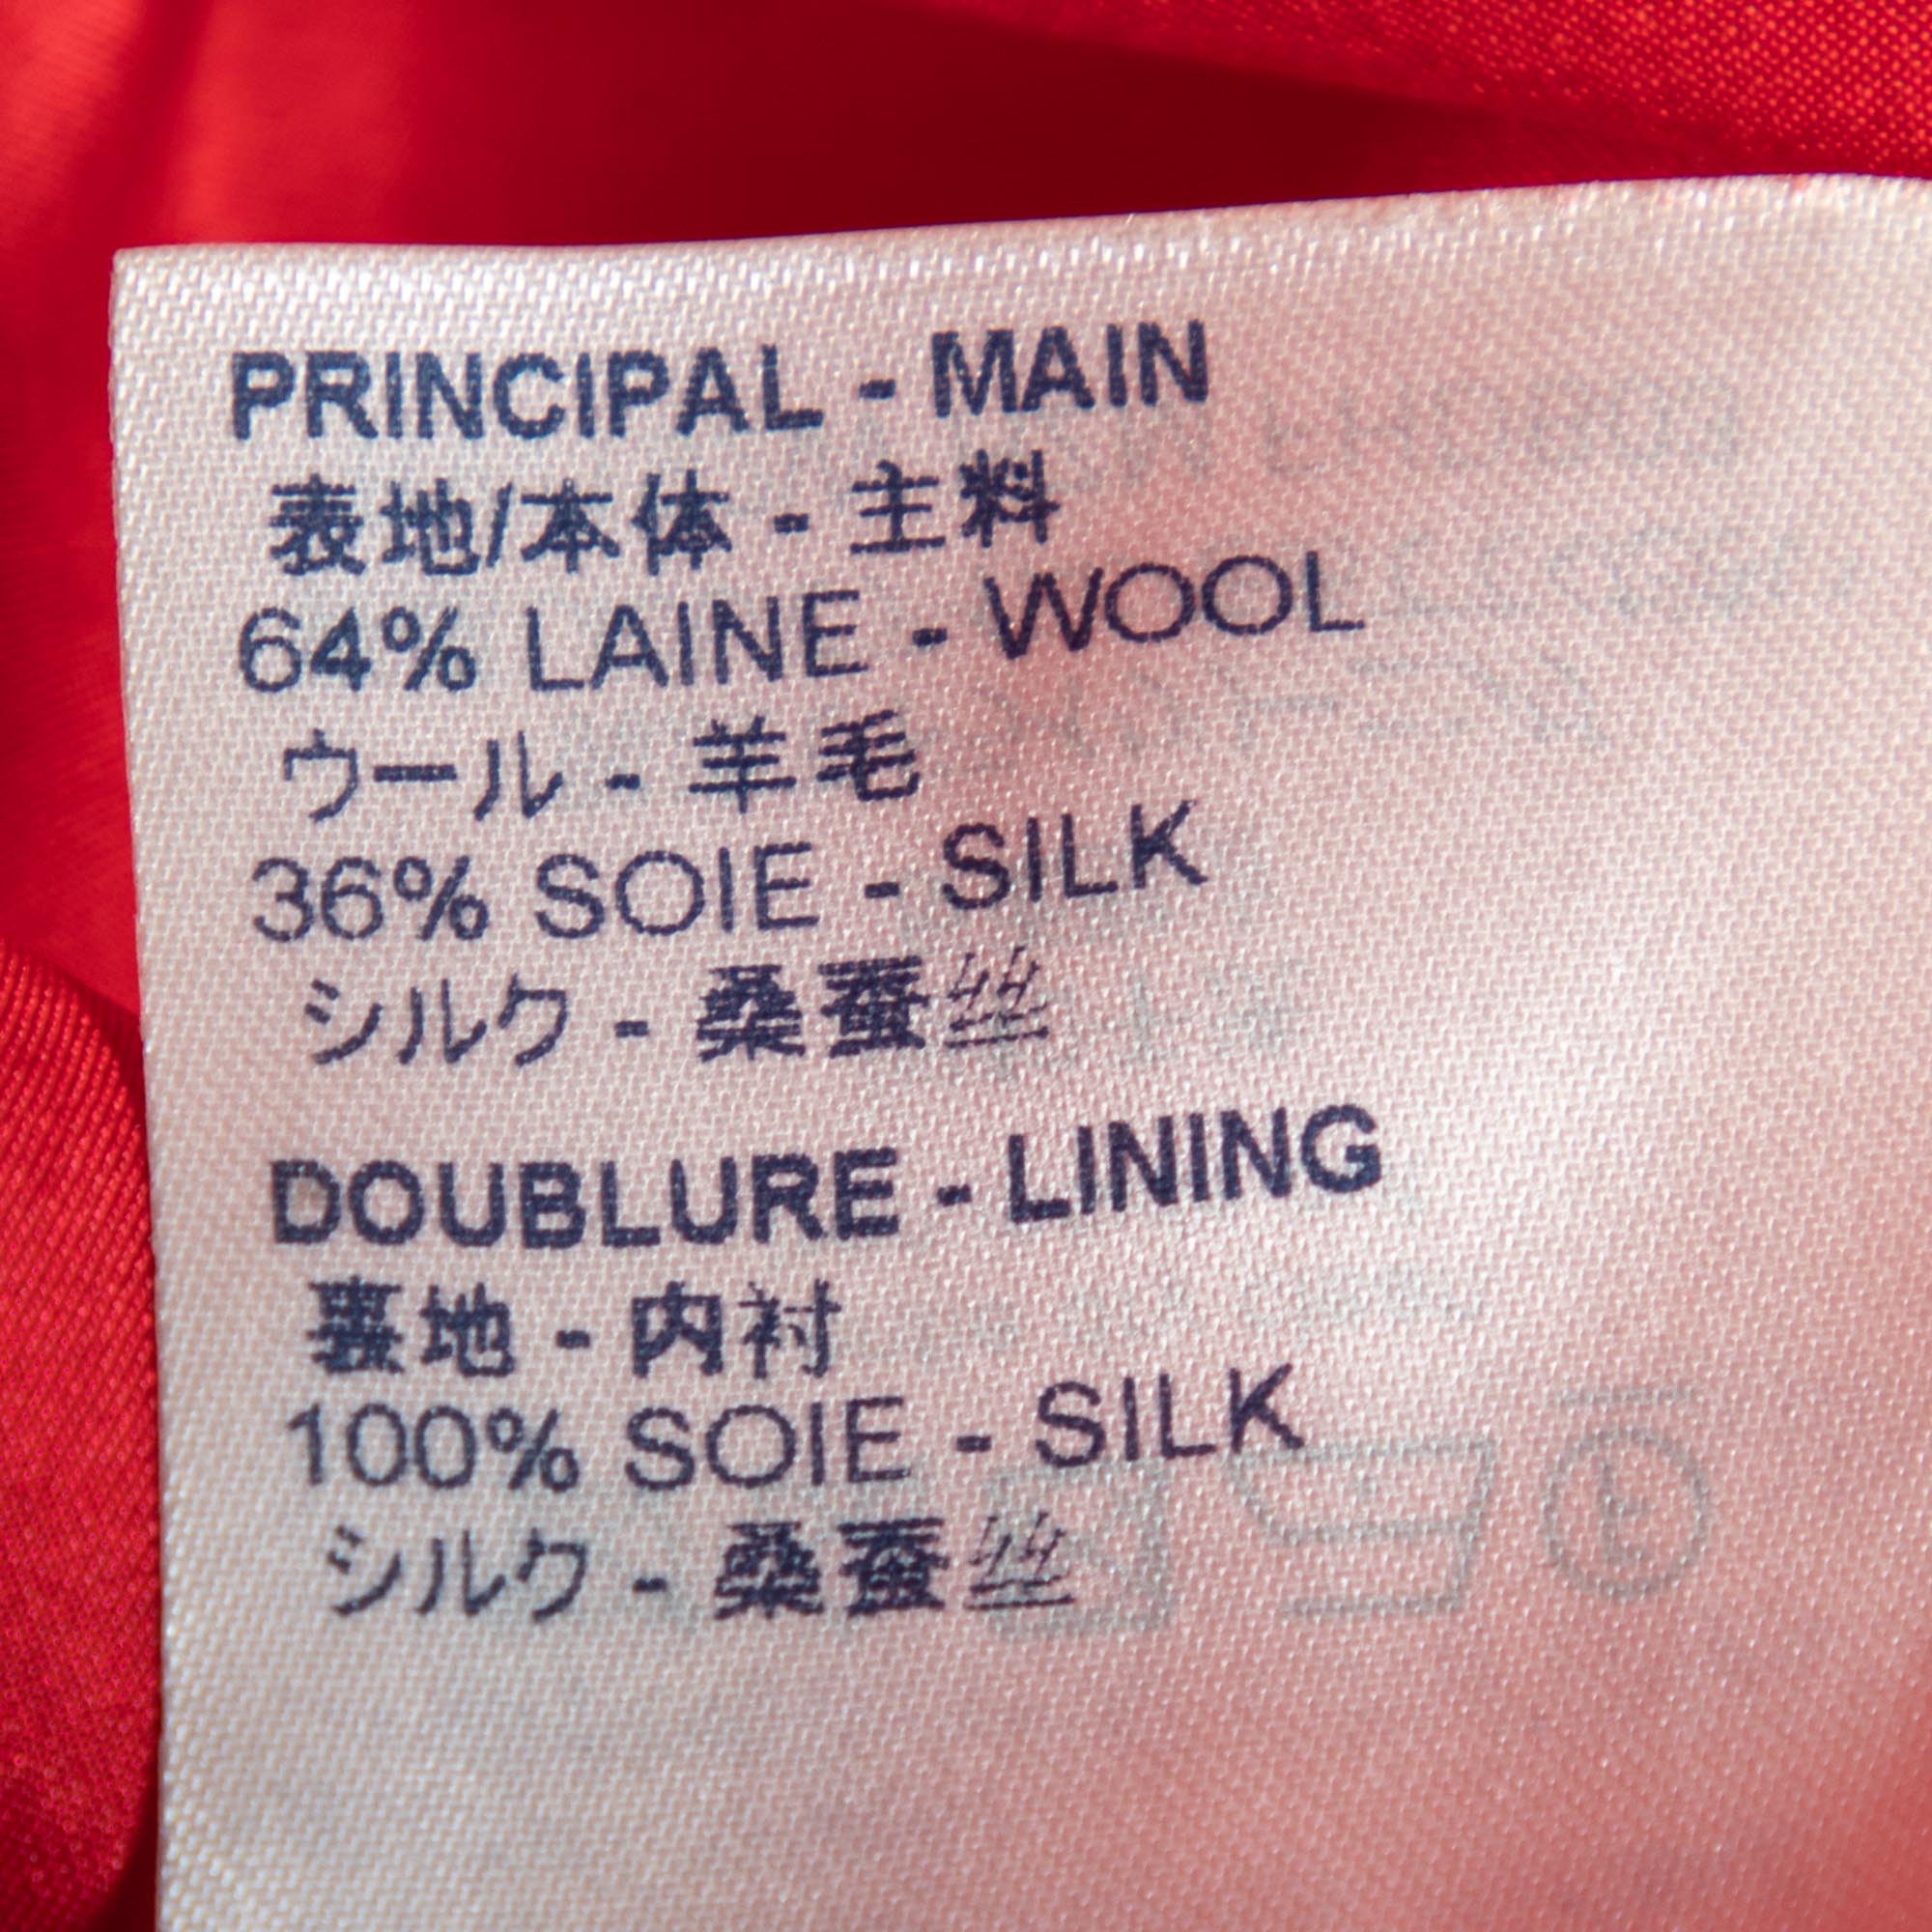 PRINCIPAL - MAIN
表地/本体 - 主料
64% LAINE - WOOL
ウール - 羊毛
36% SOIE - SILK
シルク - 桑蚕丝
DOUBLURE - LINING
裏地 - 内衬
100% SOIE - SILK
シルク - 桑蚕丝